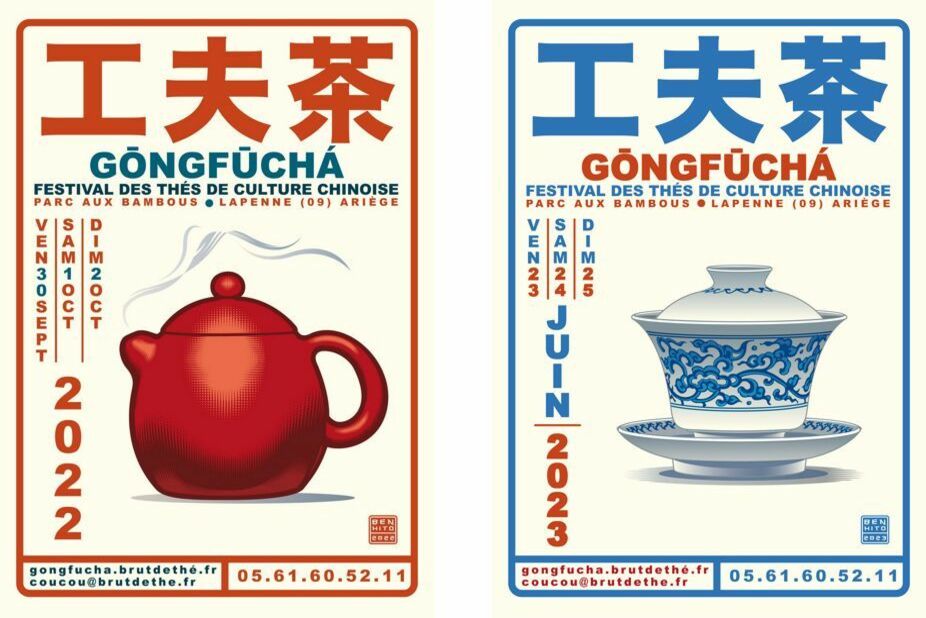 工夫茶
GŌNGFŪCHÁ
FESTIVAL DES THÉS DE CULTURE CHINOISE
PARC AUX BAMBOUS ● LAPENNE (09) ARIÈGE
VEN30SEPT
SAM1OCT
DIM2OCT
2022
BEN
HITO
2022
gongfucha.brutdethé.fr
coucou@brutdethe.fr
05.61.60.52.11
工夫茶
GŌNGFŪCHÁ
FESTIVAL DES THÉS DE CULTURE CHINOISE
PARC AUX BAMBOUS ● LAPENNE (09) ARIÈGE
VEN23
SAM24
DIM25
JUIN
2023
BEN
HITO
2023
gongfucha.brutdethé.fr
coucou@brutdethe.fr
05.61.60.52.11